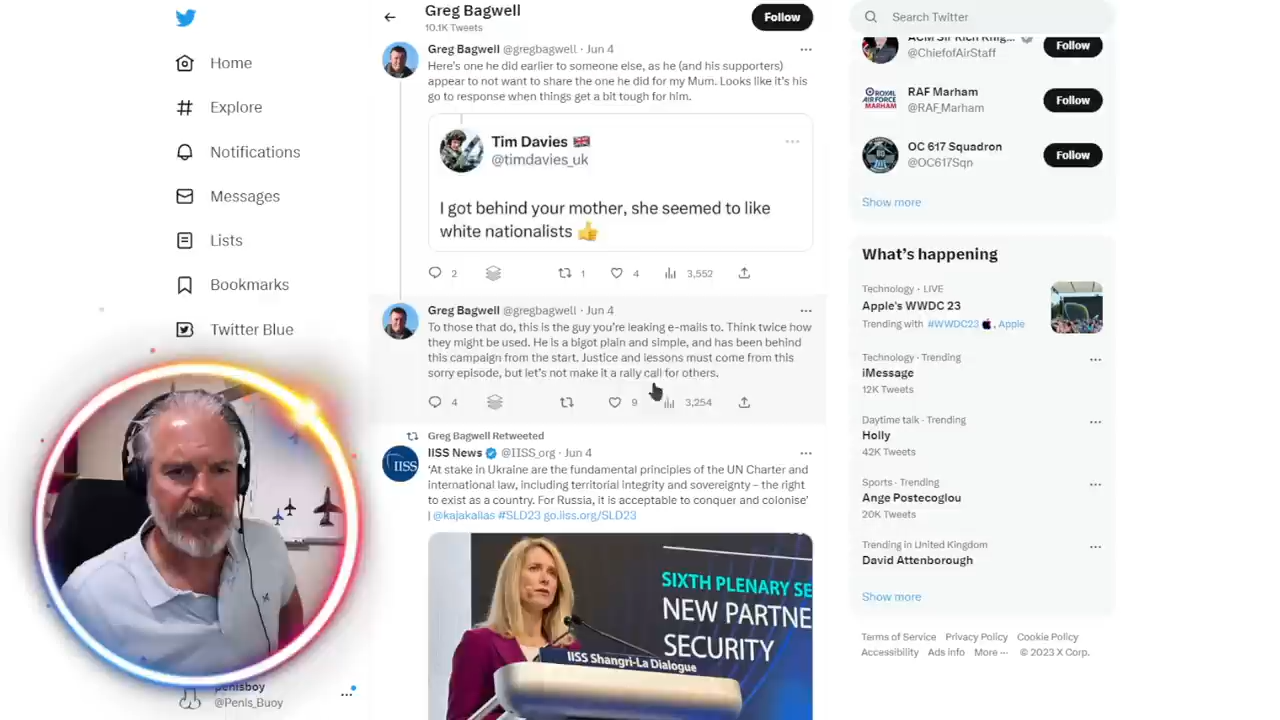 Home
Explore
Notifications
Messages
Lists
Bookmarks
Twitter Blue
penisboy
@Penis_Buoy
Greg Bagwell
10.1K Tweets
Follow
Greg Bagwell @gregbagwell · Jun 4
Here's one he did earlier to someone else, as he (and his supporters)
appear to not want to share the one he did for my Mum. Looks like it's his
go to response when things get a bit tough for him.
Tim Davies 🇬🇧
@timdavies_uk
I got behind your mother, she seemed to like
white nationalists 👍
2 1 4 3,552
Greg Bagwell @gregbagwell · Jun 4
To those that do, this is the guy you're leaking e-mails to. Think twice how
they might be used. He is a bigot plain and simple, and has been behind
this campaign from the start. Justice and lessons must come from this
sorry episode, but let's not make it a rally call for others.
4 9 3,254
Greg Bagwell Retweeted
IISS News @IISS_org · Jun 4
'At stake in Ukraine are the fundamental principles of the UN Charter and
international law, including territorial integrity and sovereignty – the right
to exist as a country. For Russia, it is acceptable to conquer and colonise'
| @kajakallas #SLD23 go.iiss.org/SLD23
IISS
SIXTH PLENARY SE
NEW PARTNE
SECURITY
IISS Shangri-La Dialogue
Search Twitter
ACM Sir Rich Knig...
@ChiefofAirStaff
Follow
ROYAL
AIR FORCE
MARHAM
RAF Marham
@RAF_Marham
Follow
OC 617 Squadron
@OC617Sqn
Follow
Show more
What's happening
Technology · LIVE
Apple's WWDC 23
Trending with #WWDC23, Apple
Technology · Trending
iMessage
12K Tweets
Daytime talk · Trending
Holly
42K Tweets
Sports · Trending
Ange Postecoglou
20K Tweets
Trending in United Kingdom
David Attenborough
Show more
Terms of Service Privacy Policy Cookie Policy
Accessibility Ads info More ··· © 2023 X Corp.